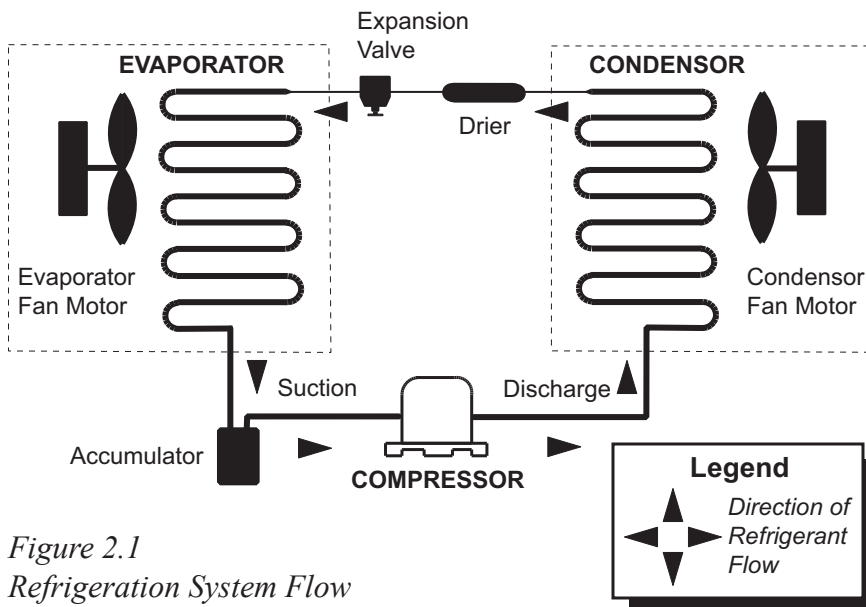 Expansion
Valve
EVAPORATOR
CONDENSOR
Drier
Evaporator
Fan Motor
Condensor
Fan Motor
Suction
Discharge
Accumulator
COMPRESSOR
Legend
Direction of
Refrigerant
Flow
Figure 2.1
Refrigeration System Flow